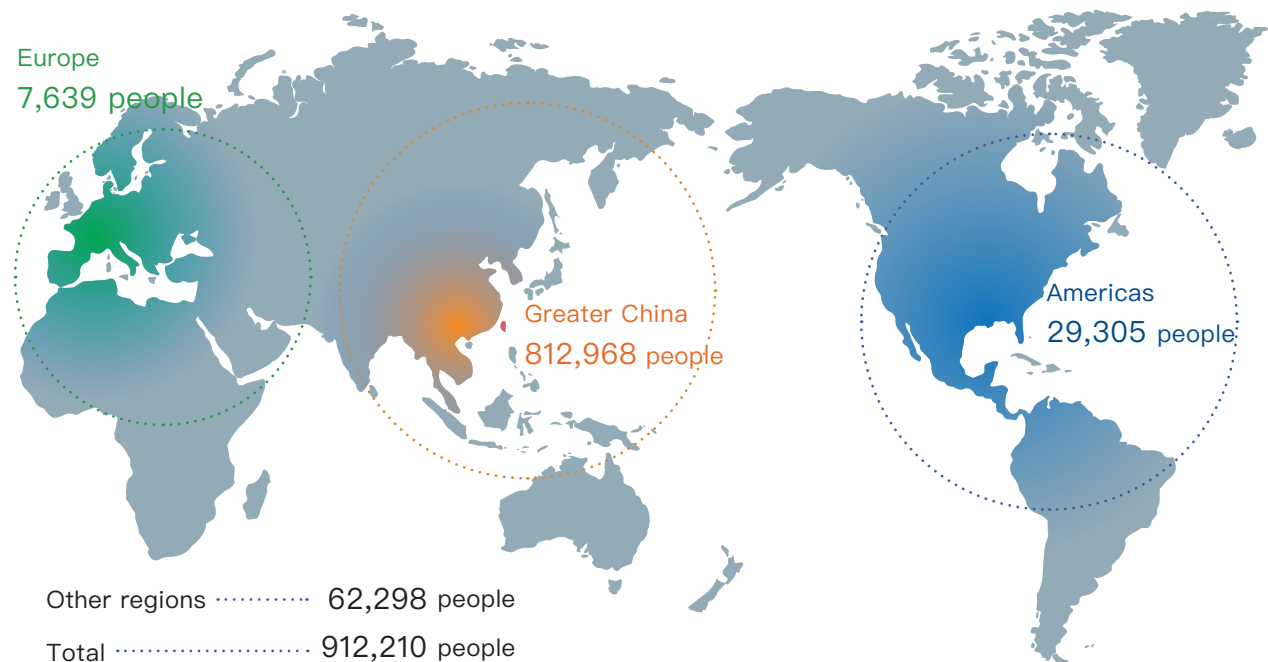 Europe
7,639 people
Greater China
812,968 people
Americas
29,305 people
Other regions 62,298 people
Total 912,210 people